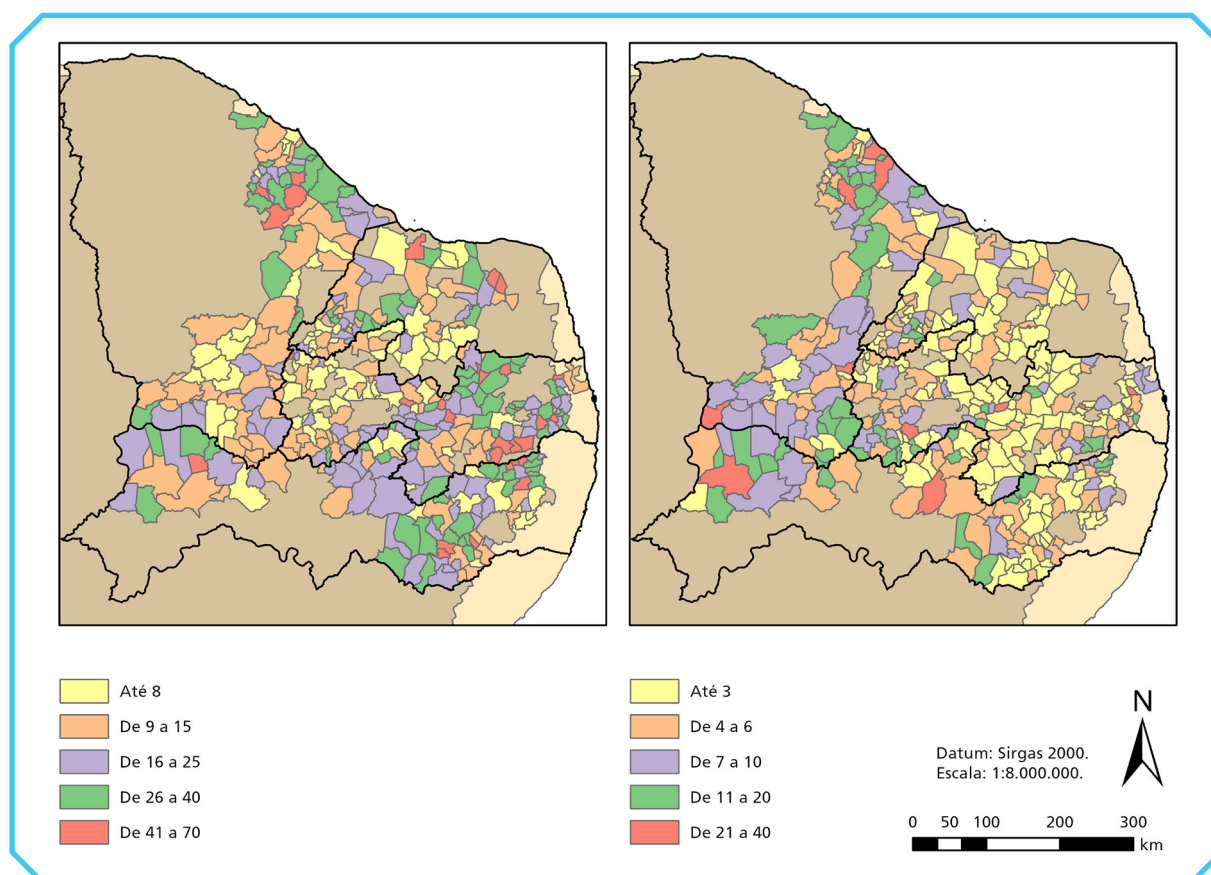 Até 8
De 9 a 15
De 16 a 25
De 26 a 40
De 41 a 70
Até 3
De 4 a 6
De 7 a 10
De 11 a 20
De 21 a 40
Datum: Sirgas 2000.
Escala: 1:8.000.000.
N
0 50 100 200 300
km